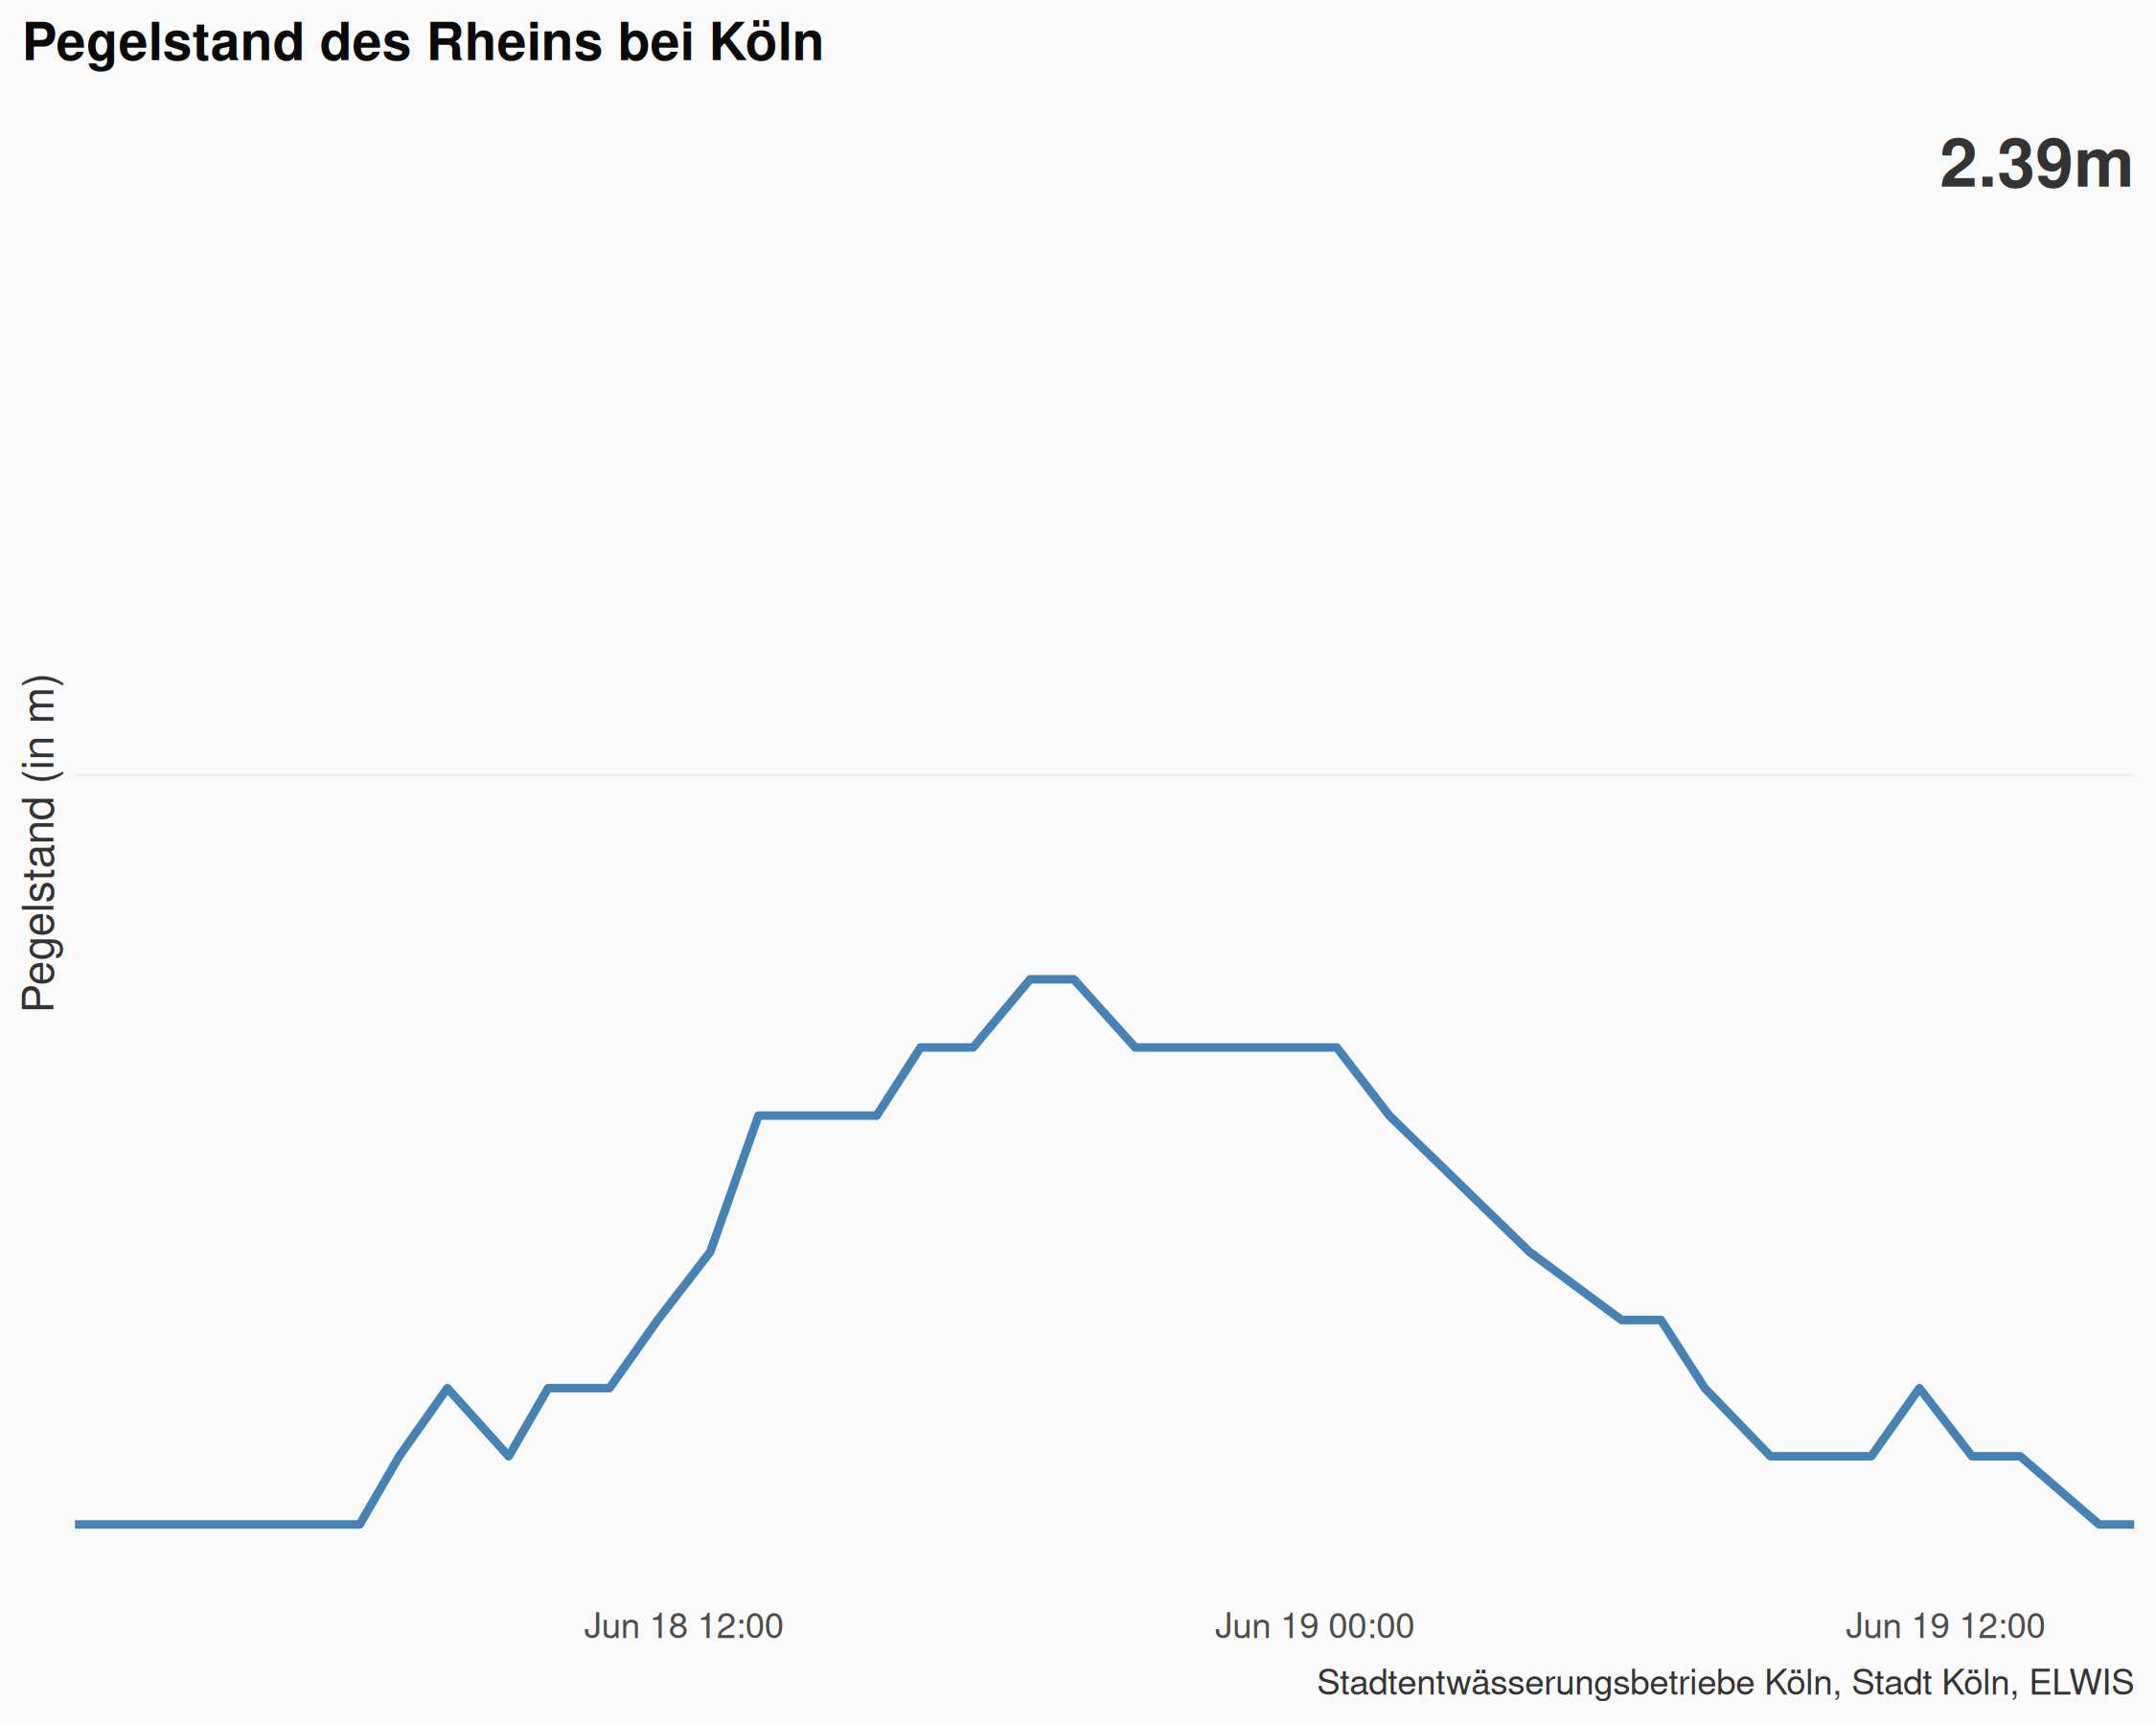 Pegelstand des Rheins bei Köln
2.39m
Pegelstand (in m)
Jun 18 12:00
Jun 19 00:00
Jun 19 12:00
Stadtentwässerungsbetriebe Köln, Stadt Köln, ELWIS